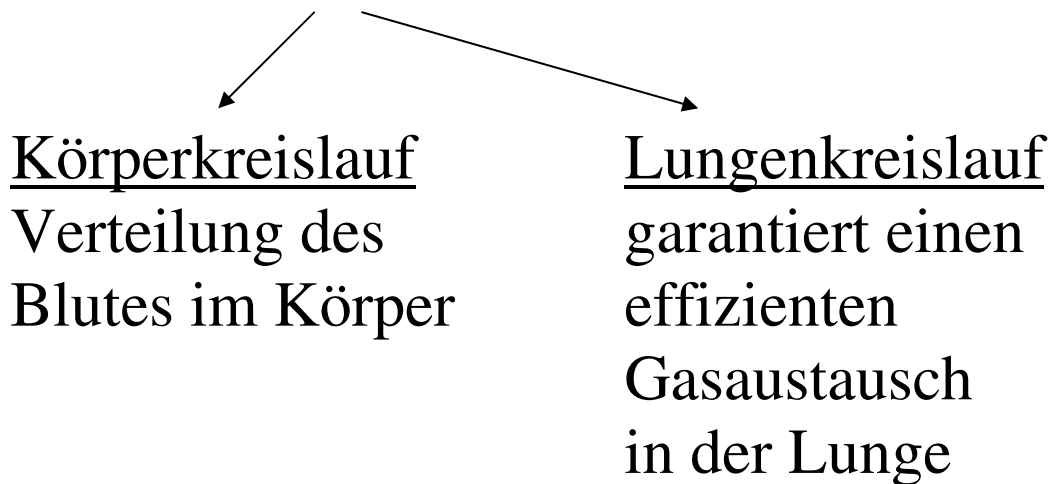 Körperkreislauf
Verteilung des
Blutes im Körper
Lungenkreislauf
garantiert einen
effizienten
Gasaustausch
in der Lunge